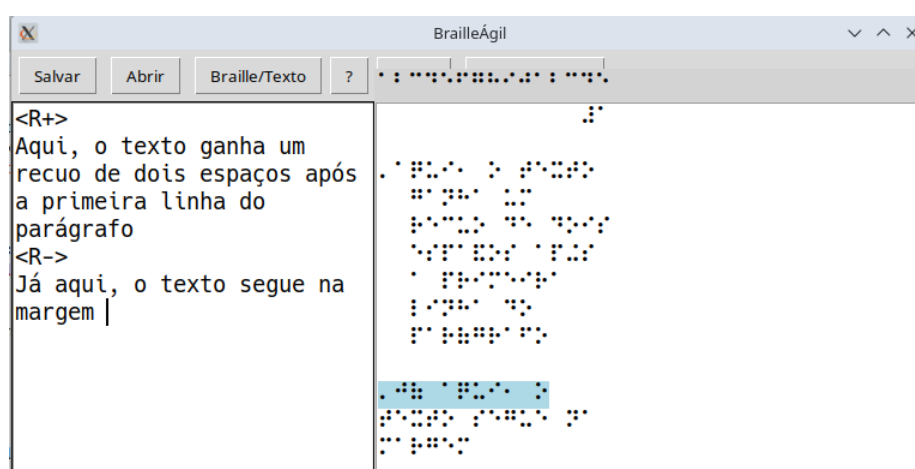 BrailleÁgil
Salvar Abrir Braille/Texto ?
<R+>
Aqui, o texto ganha um
recuo de dois espaços após
a primeira linha do
parágrafo
<R->
Já aqui, o texto segue na
margem
⠼⠁
⠠⠁⠟⠥⠊⠂ ⠕ ⠞⠑⠭⠞⠕
⠛⠁⠝⠓⠁ ⠥⠍
⠗⠑⠉⠥⠕ ⠙⠑ ⠙⠕⠊⠎
⠑⠎⠏⠁⠯⠕⠎ ⠁⠏⠬⠎
⠁ ⠏⠗⠊⠍⠑⠊⠗⠁
⠇⠊⠝⠓⠁ ⠙⠕
⠏⠁⠗⠷⠛⠗⠁⠋⠕
⠠⠚⠷ ⠁⠟⠥⠊⠂ ⠕
⠞⠑⠭⠞⠕ ⠎⠑⠛⠥⠑ ⠝⠁
⠍⠁⠗⠛⠑⠍